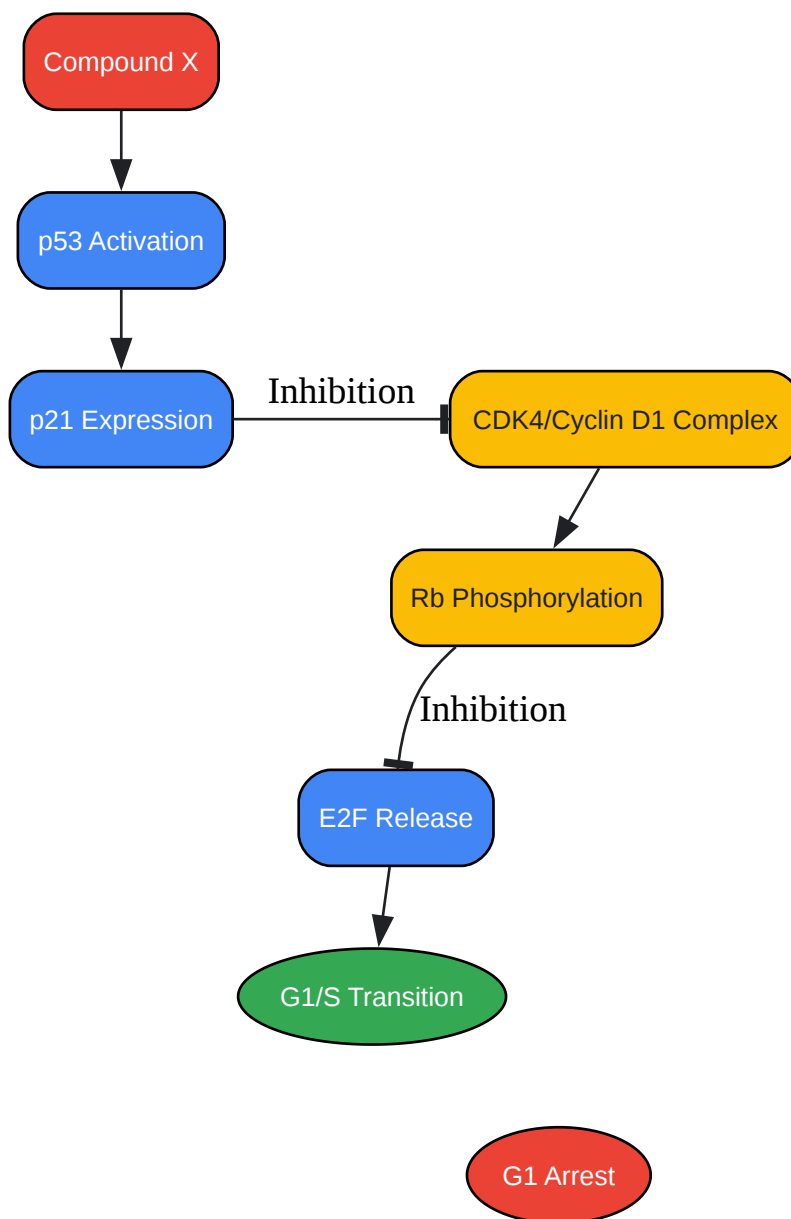 Compound X
p53 Activation
p21 Expression
Inhibition
CDK4/Cyclin D1 Complex
Rb Phosphorylation
Inhibition
E2F Release
G1/S Transition
G1 Arrest